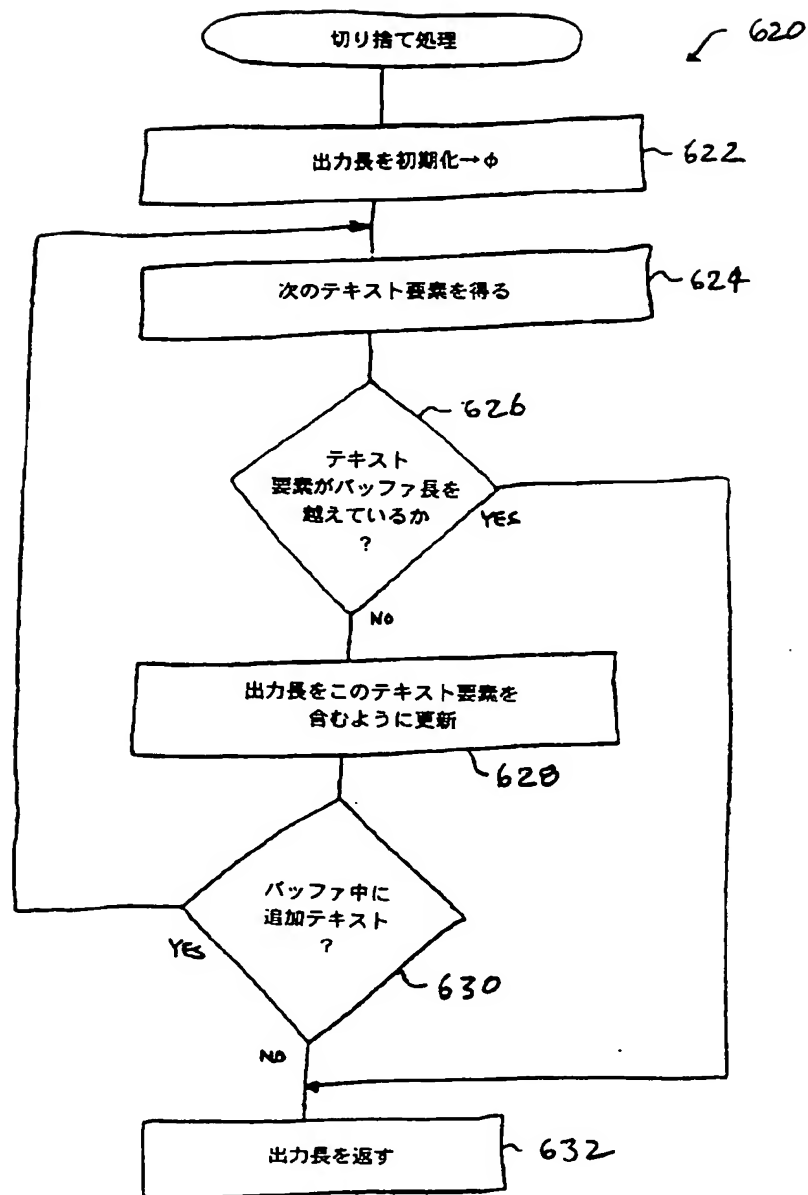 切り捨て処理
620
出力長を初期化→φ
622
次のテキスト要素を得る
624
626
テキスト
要素がバッファ長を
越えているか
?
YES
NO
出力長をこのテキスト要素を
含むように更新
628
バッファ中に
追加テキスト
?
YES
630
NO
出力長を返す
632